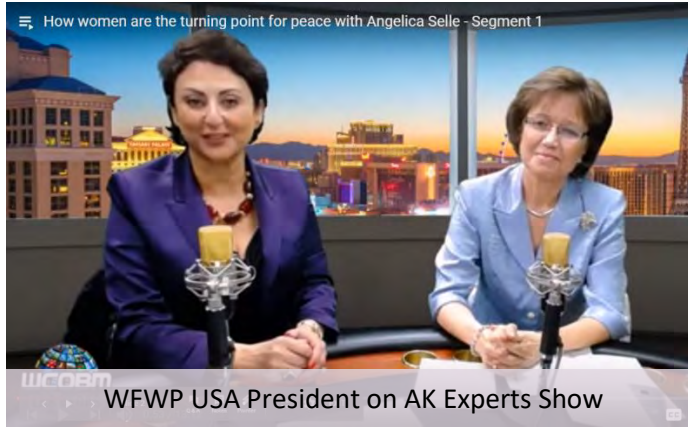 How women are the turning point for peace with Angelica Selle - Segment 1
WCOBM
WFWP USA President on AK Experts Show
CC